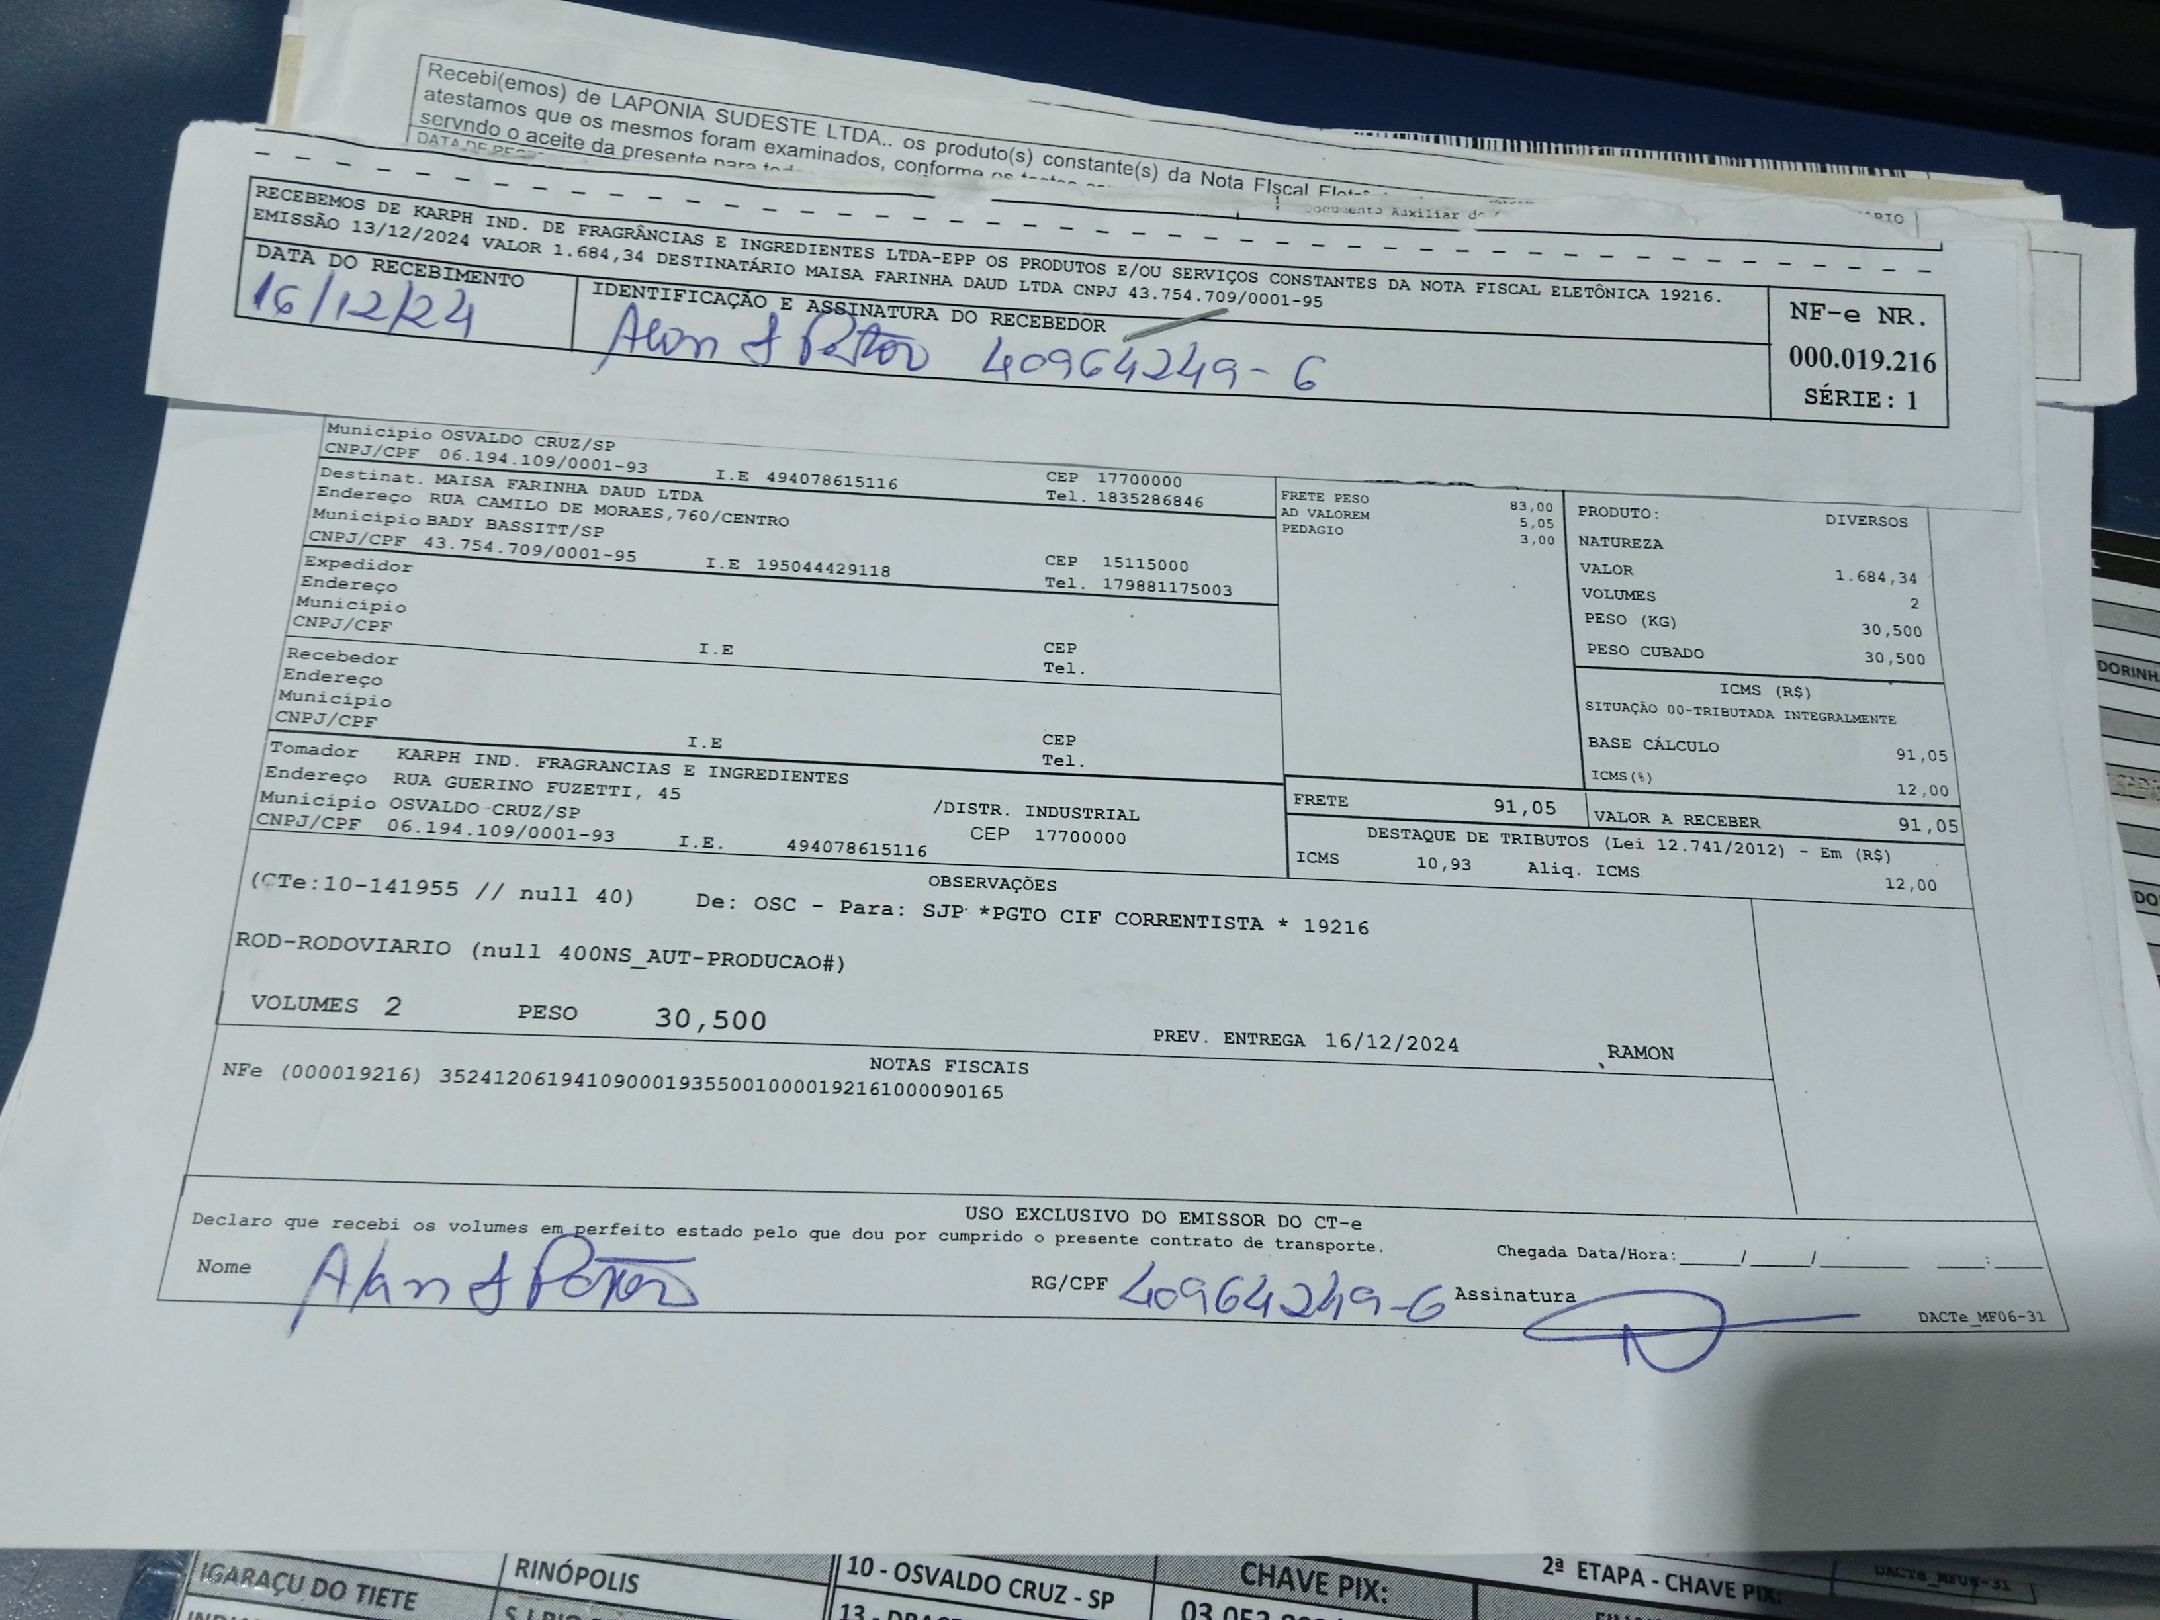 Recebi(emos) de LAPONIA SUDESTE LTDA.. os produto(s) constante(s) da Nota FIscal
atestamos que os mesmos foram examinados, conforme os
servndo o aceite da presente para
Documento Auxiliar
RECEBEMOS DE KARPH IND. DE FRAGRÂNCIAS E INGREDIENTES LTDA-EPP OS PRODUTOS E/OU SERVIÇOS CONSTANTES DA NOTA FISCAL ELETÔNICA 19216.
EMISSÃO 13/12/2024 VALOR 1.684,34 DESTINATÁRIO MAISA FARINHA DAUD LTDA CNPJ 43.754.709/0001-95
DATA DO RECEBIMENTO
16/12/24
IDENTIFICAÇÃO E ASSINATURA DO RECEBEDOR
Alan 40964249-6
NF-e NR.
000.019.216
SÉRIE: 1
Município OSVALDO CRUZ/SP CEP 17700000
CNPJ/CPF 06.194.109/0001-93 I.E 494078615116 Tel. 1835286846
Destinat. MAISA FARINHA DAUD LTDA
Endereço RUA CAMILO DE MORAES,760/CENTRO
Município BADY BASSITT/SP CEP 15115000
CNPJ/CPF 43.754.709/0001-95 I.E 195044429118 Tel. 179881175003
Expedidor
Endereço
Município CEP
CNPJ/CPF I.E Tel.
Recebedor
Endereço
Município CEP
CNPJ/CPF I.E Tel.
Tomador KARPH IND. FRAGRANCIAS E INGREDIENTES
Endereço RUA GUERINO FUZETTI, 45 /DISTR. INDUSTRIAL
Município OSVALDO CRUZ/SP CEP 17700000
CNPJ/CPF 06.194.109/0001-93 I.E. 494078615116
FRETE PESO 83,00
AD VALOREM 5,05
PEDAGIO 3,00
PRODUTO: DIVERSOS
NATUREZA
VALOR 1.684,34
VOLUMES 2
PESO (KG) 30,500
PESO CUBADO 30,500
ICMS (R$)
SITUAÇÃO 00-TRIBUTADA INTEGRALMENTE
BASE CÁLCULO 91,05
ICMS(%) 12,00
FRETE 91,05 VALOR A RECEBER 91,05
DESTAQUE DE TRIBUTOS (Lei 12.741/2012) - Em (R$)
ICMS 10,93 Aliq. ICMS 12,00
OBSERVAÇÕES
(CTe:10-141955 // null 40) De: OSC - Para: SJP *PGTO CIF CORRENTISTA * 19216
ROD-RODOVIARIO (null 400NS_AUT-PRODUCAO#)
VOLUMES 2 PESO 30,500 PREV. ENTREGA 16/12/2024 RAMON
NOTAS FISCAIS
NFe (000019216) 35241206194109000193550010000192161000090165
USO EXCLUSIVO DO EMISSOR DO CT-e
Declaro que recebi os volumes em perfeito estado pelo que dou por cumprido o presente contrato de transporte. Chegada Data/Hora:____/____/______ ___:___
Nome Alan RG/CPF 40964249-6 Assinatura
DACTe_MF06-31
IGARAÇU DO TIETE RINÓPOLIS 10 - OSVALDO CRUZ - SP CHAVE PIX: 2ª ETAPA - CHAVE PIX: